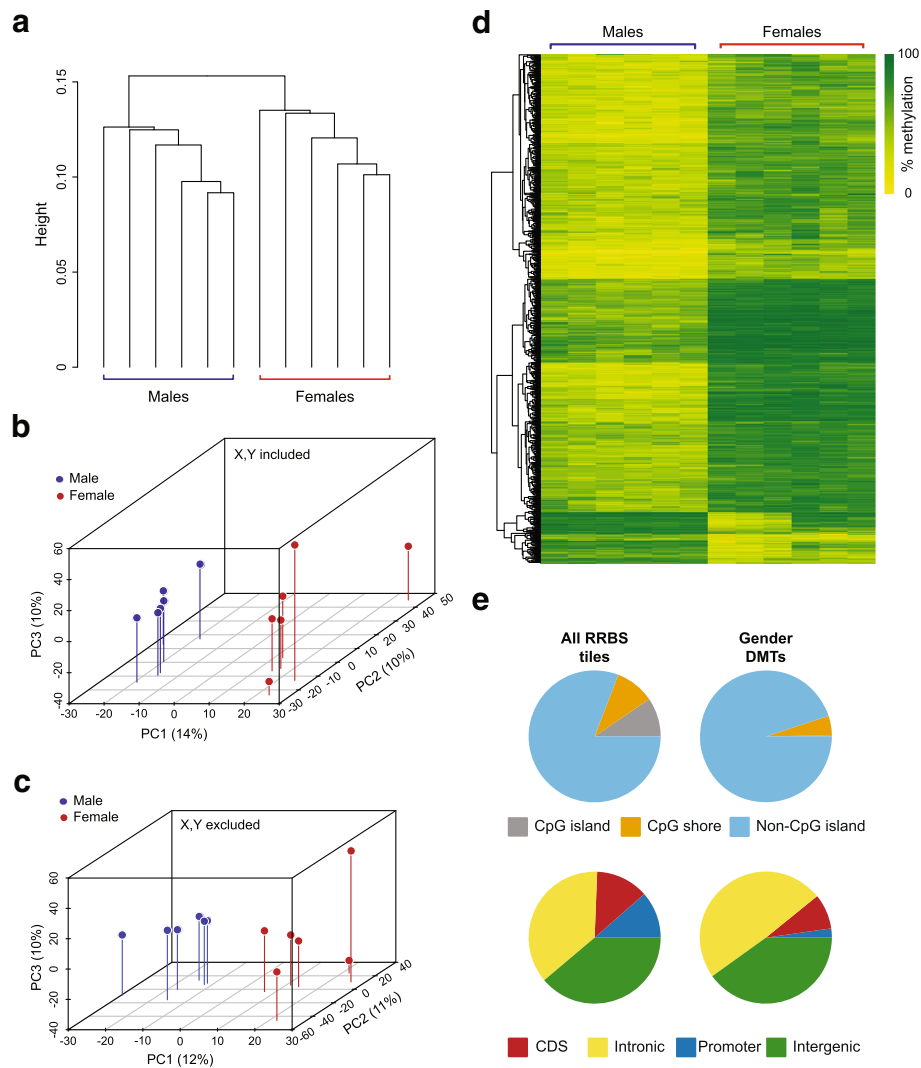 a
0.15
0.10
0.05
0
Height
Males
Females
b
X,Y included
Male
Female
60
40
20
0
-20
-40
PC3 (10%)
-30
-20
-10
0
10
20
30
PC1 (14%)
-30
-20
-10
0
10
20
30
40
50
PC2 (10%)
c
X,Y excluded
Male
Female
60
40
20
0
-20
-40
PC3 (10%)
-30
-20
-10
0
10
20
30
PC1 (12%)
-60
-40
-20
0
20
40
PC2 (11%)
d
Males
Females
100
0
% methylation
e
All RRBS
tiles
Gender
DMTs
CpG island
CpG shore
Non-CpG island
CDS
Intronic
Promoter
Intergenic